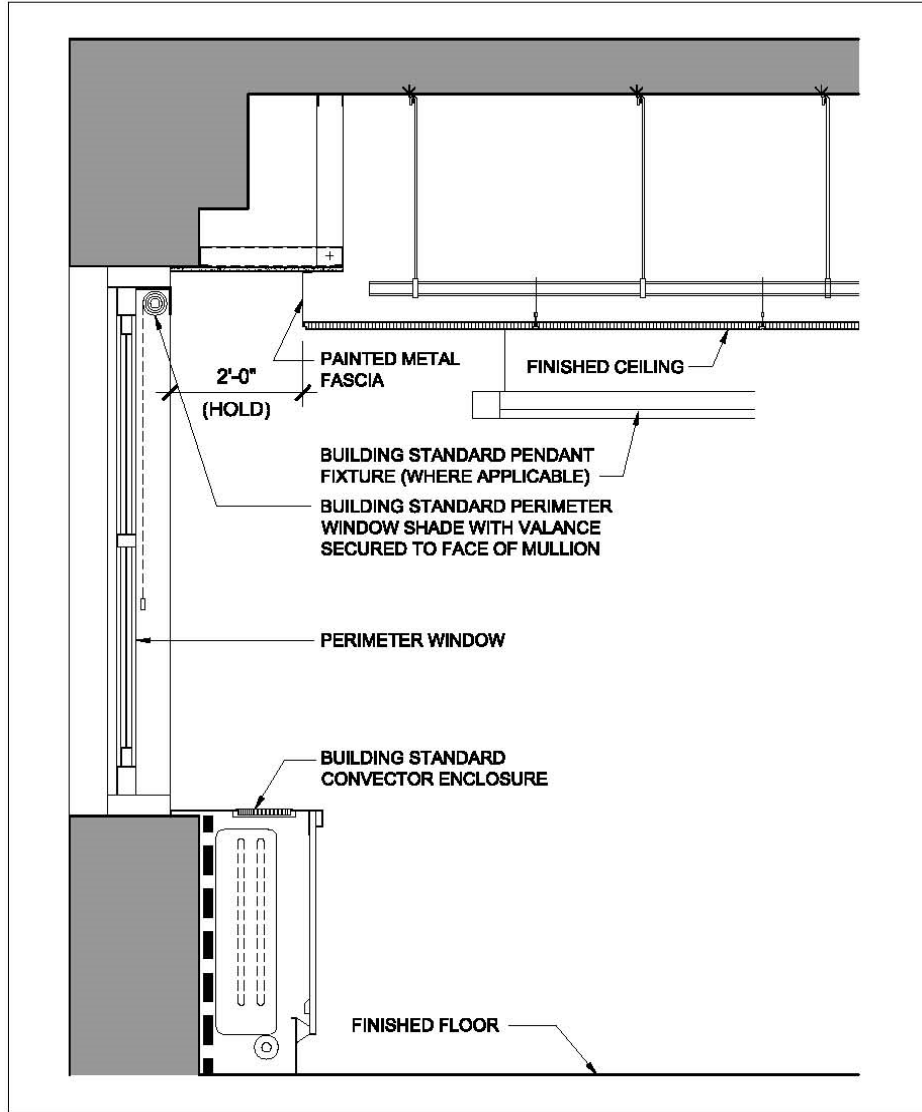 PAINTED METAL
FASCIA
FINISHED CEILING
2'-0"
(HOLD)
BUILDING STANDARD PENDANT
FIXTURE (WHERE APPLICABLE)
BUILDING STANDARD PERIMETER
WINDOW SHADE WITH VALANCE
SECURED TO FACE OF MULLION
PERIMETER WINDOW
BUILDING STANDARD
CONVECTOR ENCLOSURE
FINISHED FLOOR